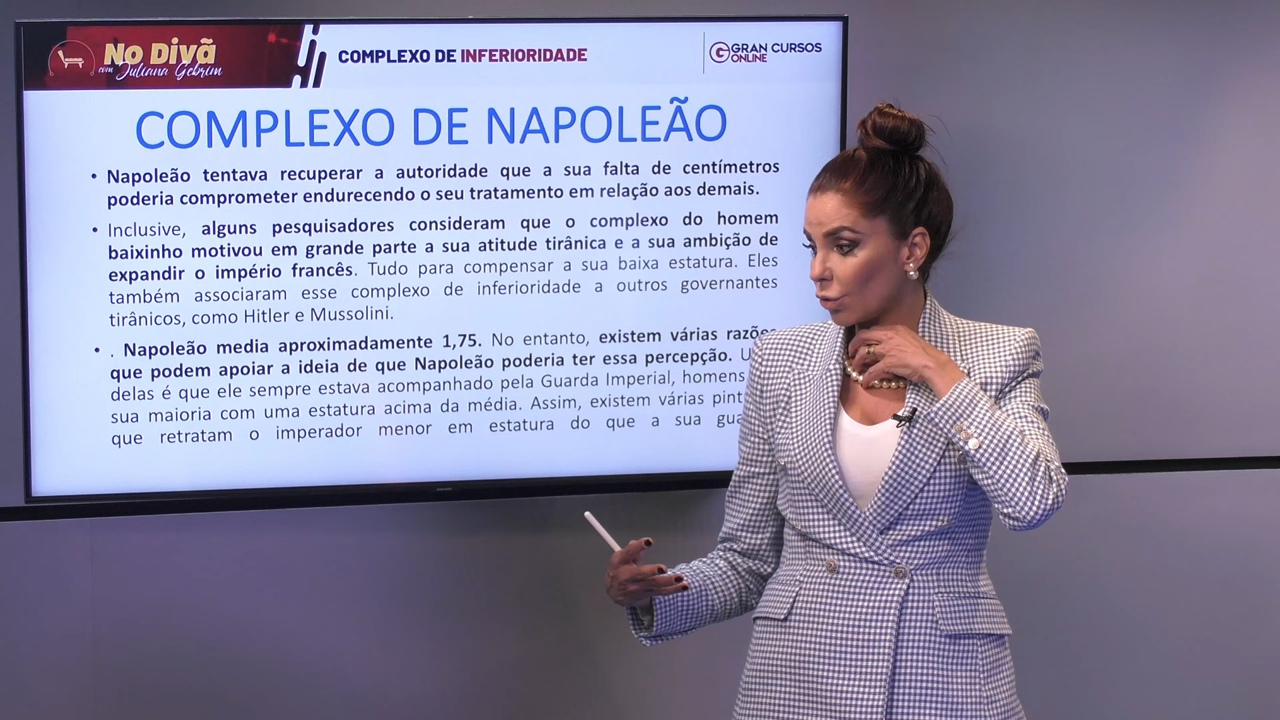 No Divã
com Juliana Gebrim
COMPLEXO DE INFERIORIDADE
GRAN CURSOS
ONLINE
COMPLEXO DE NAPOLEÃO
• Napoleão tentava recuperar a autoridade que a sua falta de centímetros
poderia comprometer endurecendo o seu tratamento em relação aos demais.
• Inclusive, alguns pesquisadores consideram que o complexo do homem
baixinho motivou em grande parte a sua atitude tirânica e a sua ambição de
expandir o império francês. Tudo para compensar a sua baixa estatura. Eles
também associaram esse complexo de inferioridade a outros governantes
tirânicos, como Hitler e Mussolini.
• . Napoleão media aproximadamente 1,75. No entanto, existem várias razões
que podem apoiar a ideia de que Napoleão poderia ter essa percepção.
delas é que ele sempre estava acompanhado pela Guarda Imperial, homens
sua maioria com uma estatura acima da média. Assim, existem várias
que retratam o imperador menor em estatura do que a sua